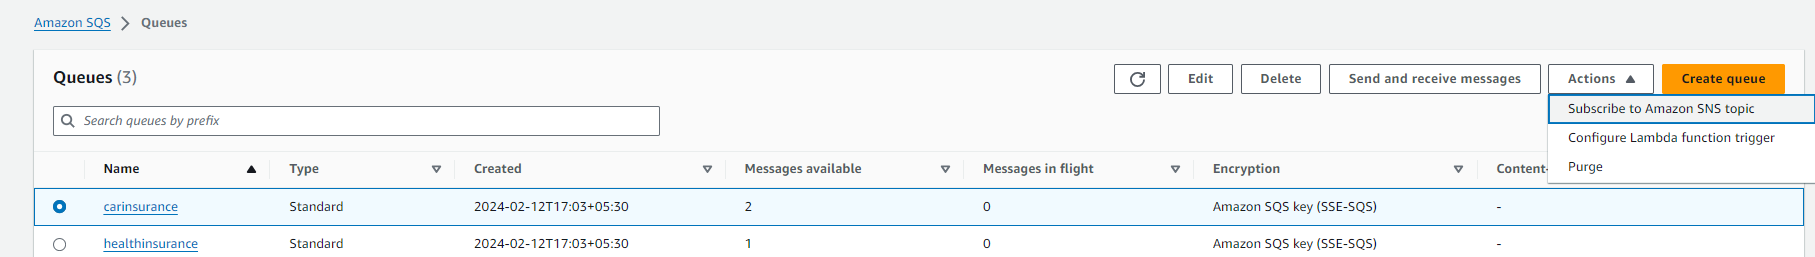 Amazon SQS > Queues
Queues (3)
Edit
Delete
Send and receive messages
Actions
Create queue
Subscribe to Amazon SNS topic
Configure Lambda function trigger
Purge
Search queues by prefix
Name Type Created Messages available Messages in flight Encryption Content-
carinsurance Standard 2024-02-12T17:03+05:30 2 0 Amazon SQS key (SSE-SQS) -
healthinsurance Standard 2024-02-12T17:03+05:30 1 0 Amazon SQS key (SSE-SQS) -